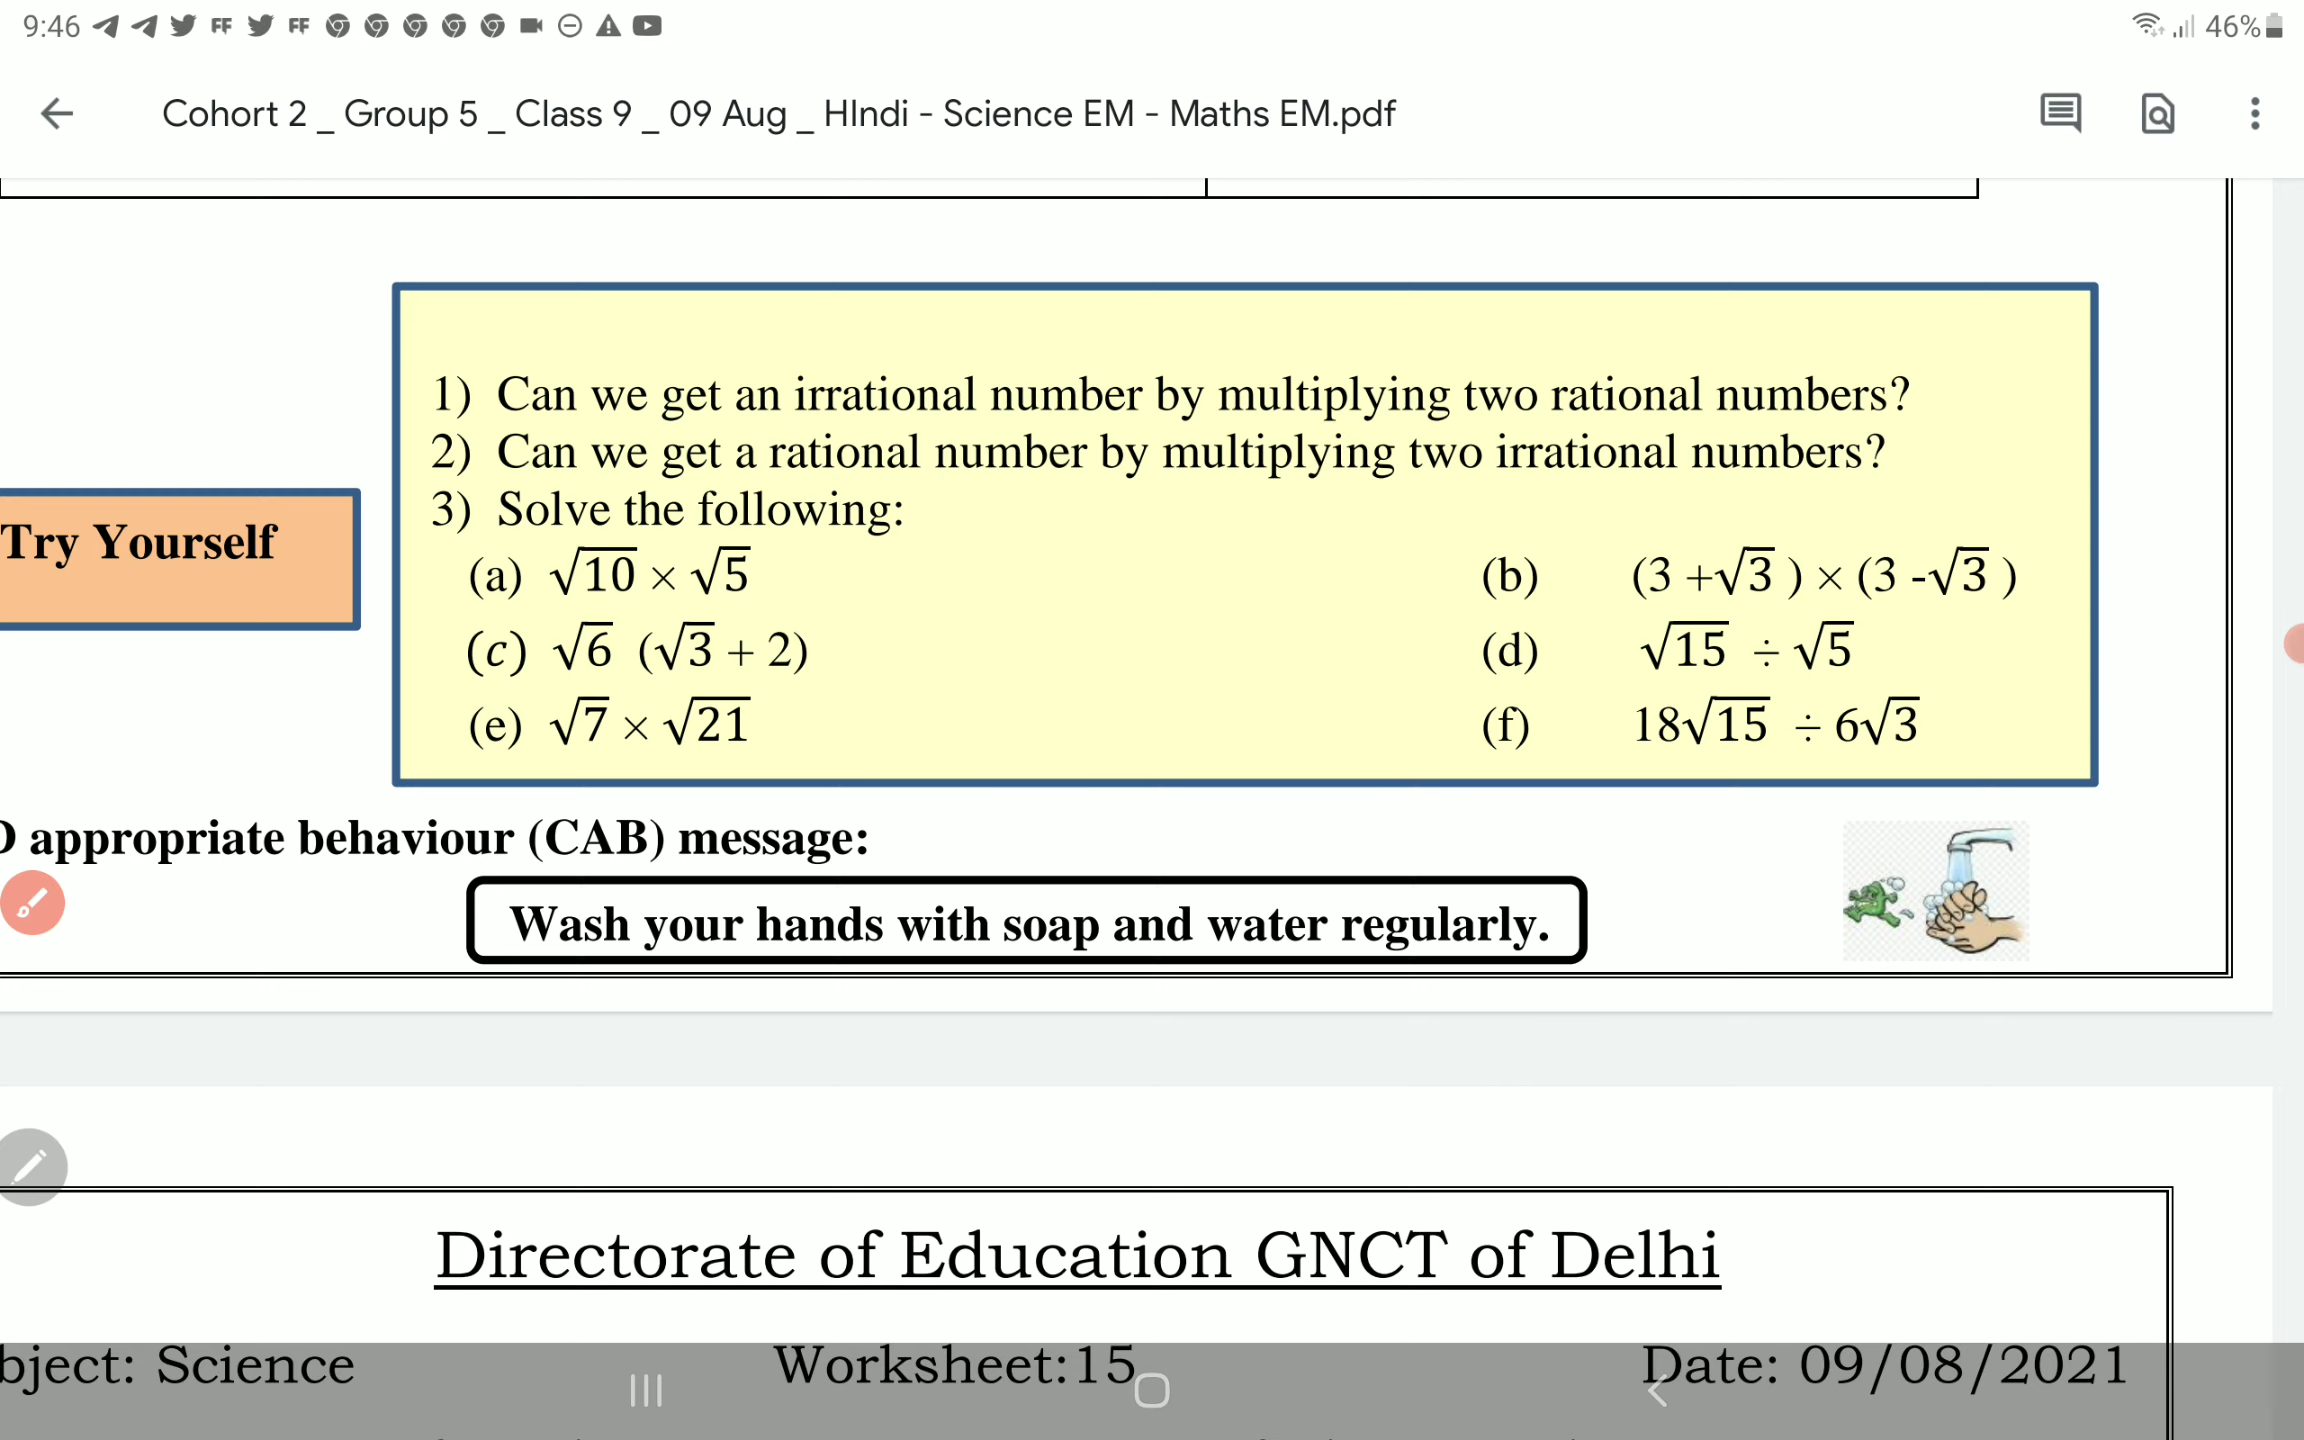 9:46 FF FF 46%
Cohort 2 _ Group 5 _ Class 9 _ 09 Aug _ HIndi - Science EM - Maths EM.pdf
1) Can we get an irrational number by multiplying two rational numbers?
2) Can we get a rational number by multiplying two irrational numbers?
3) Solve the following:
Try Yourself
(a) √10 × √5 (b) (3 +√3 ) × (3 -√3 )
(c) √6 (√3 + 2) (d) √15 ÷ √5
(e) √7 × √21 (f) 18√15 ÷ 6√3
D appropriate behaviour (CAB) message:
Wash your hands with soap and water regularly.
Directorate of Education GNCT of Delhi
bject: Science Worksheet:15 Date: 09/08/2021